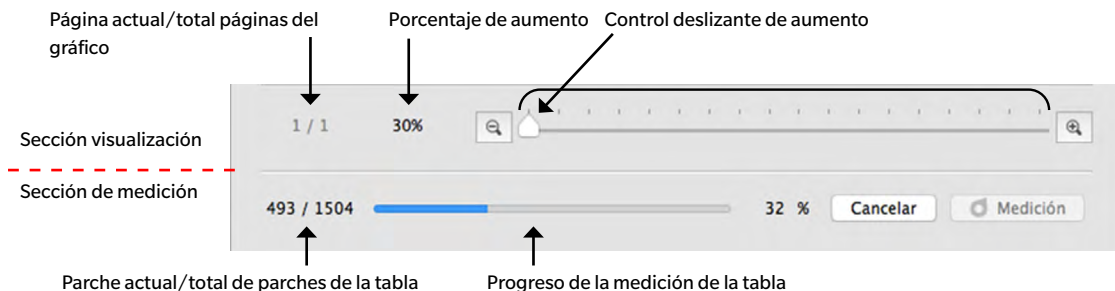 Página actual/total páginas del
gráfico
Porcentaje de aumento
Control deslizante de aumento
1 / 1
30%
Sección visualización
Sección de medición
493 / 1504
32 %
Cancelar
Medición
Parche actual/total de parches de la tabla
Progreso de la medición de la tabla